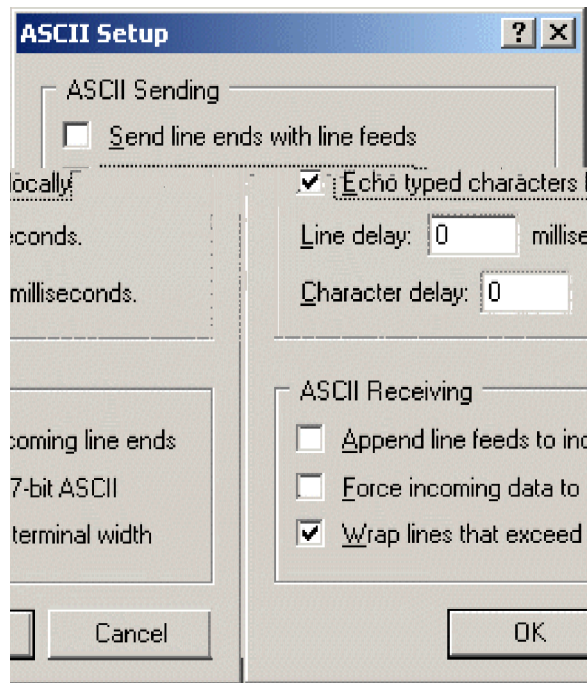 ASCII Setup
ASCII Sending
Send line ends with line feeds
locally
Echo typed characters
econds.
Line delay: 0 millise
milliseconds.
Character delay: 0
ASCII Receiving
coming line ends
Append line feeds to inc
7-bit ASCII
Force incoming data to
terminal width
Wrap lines that exceed
Cancel
OK